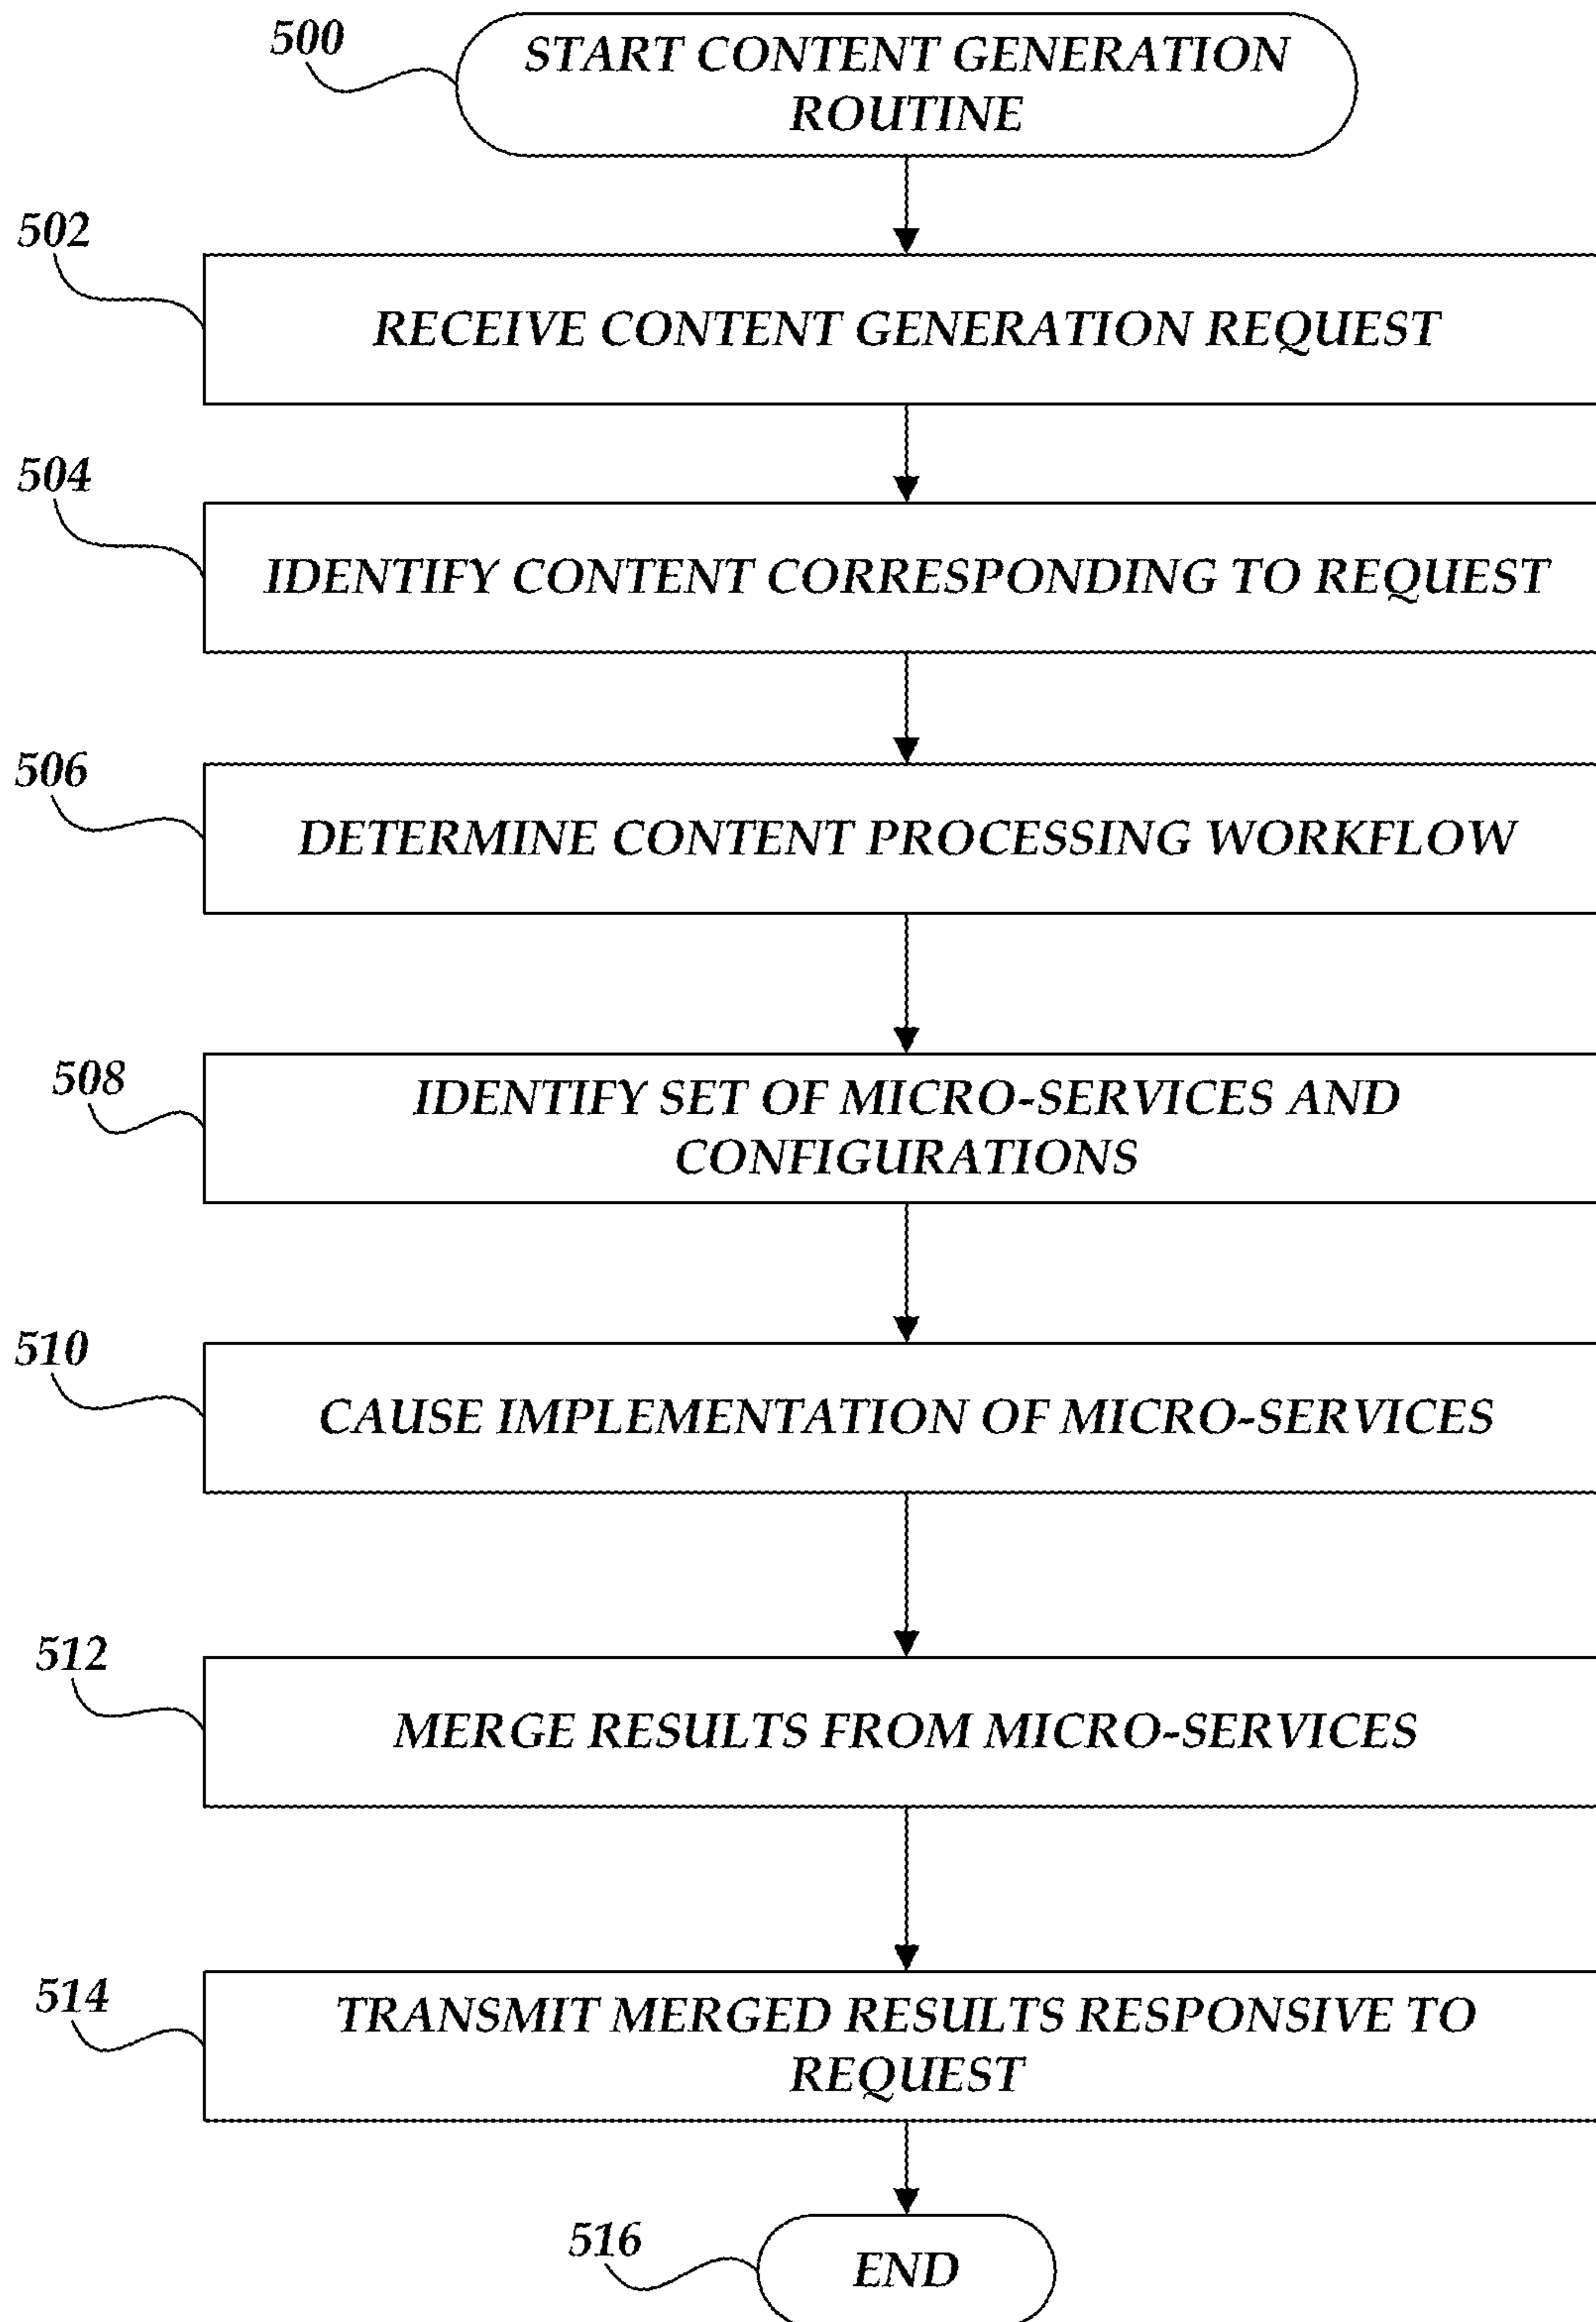 500
START CONTENT GENERATION
ROUTINE
502
RECEIVE CONTENT GENERATION REQUEST
504
IDENTIFY CONTENT CORRESPONDING TO REQUEST
506
DETERMINE CONTENT PROCESSING WORKFLOW
508
IDENTIFY SET OF MICRO-SERVICES AND
CONFIGURATIONS
510
CAUSE IMPLEMENTATION OF MICRO-SERVICES
512
MERGE RESULTS FROM MICRO-SERVICES
514
TRANSMIT MERGED RESULTS RESPONSIVE TO
REQUEST
516
END